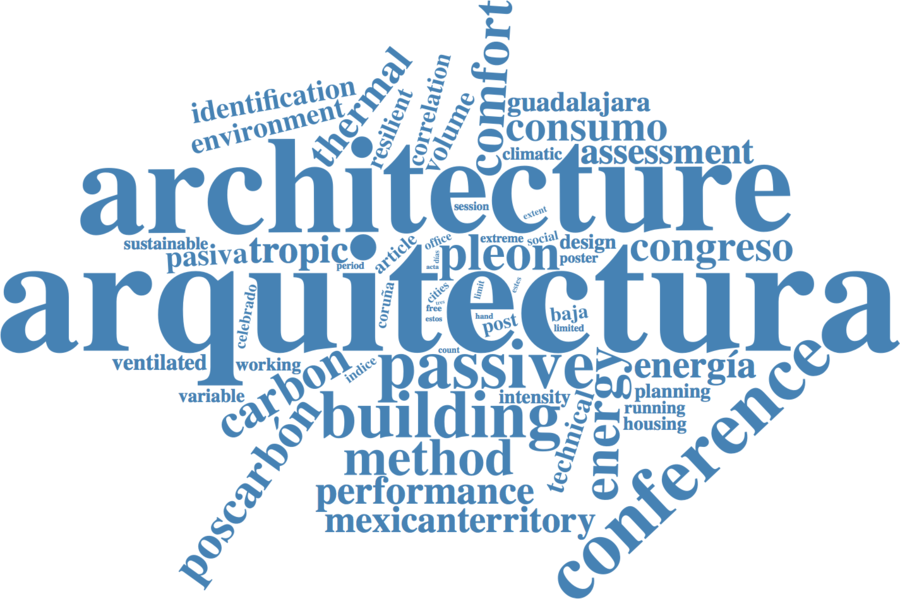 comfort
thermal
identification
environment
resilient
correlation
volume
guadalajara
consumo
climatic
assessment
architecture
session
extent
sustainable
pasiva
tropic
period
article
office
acta
días
pleon
extreme
social
design
poster
congreso
arquitectura
celebrado
coruña
cities
free
estos
limit
estes
hand
post
baja
limited
ventilated
working
variable
carbon
indice
count
passive
energía
energy
planning
running
housing
intensity
building
technical
method
performance
mexicanterritory
poscarbón
conference